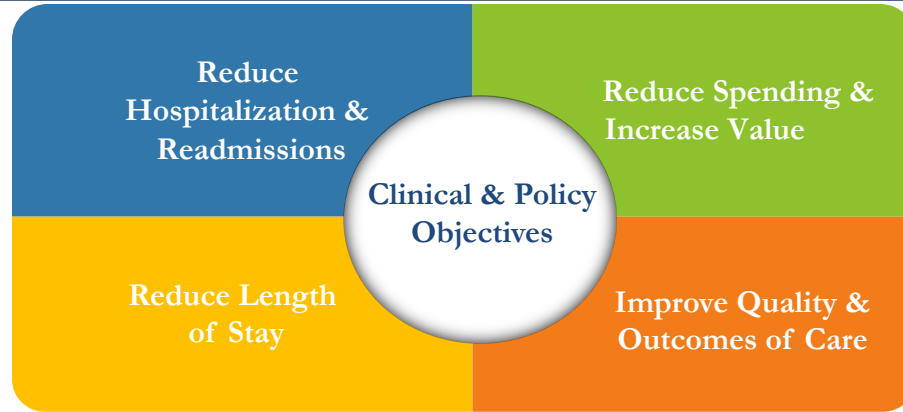 Reduce
Hospitalization &
Readmissions
Reduce Spending &
Increase Value
Clinical & Policy
Objectives
Reduce Length
of Stay
Improve Quality &
Outcomes of Care